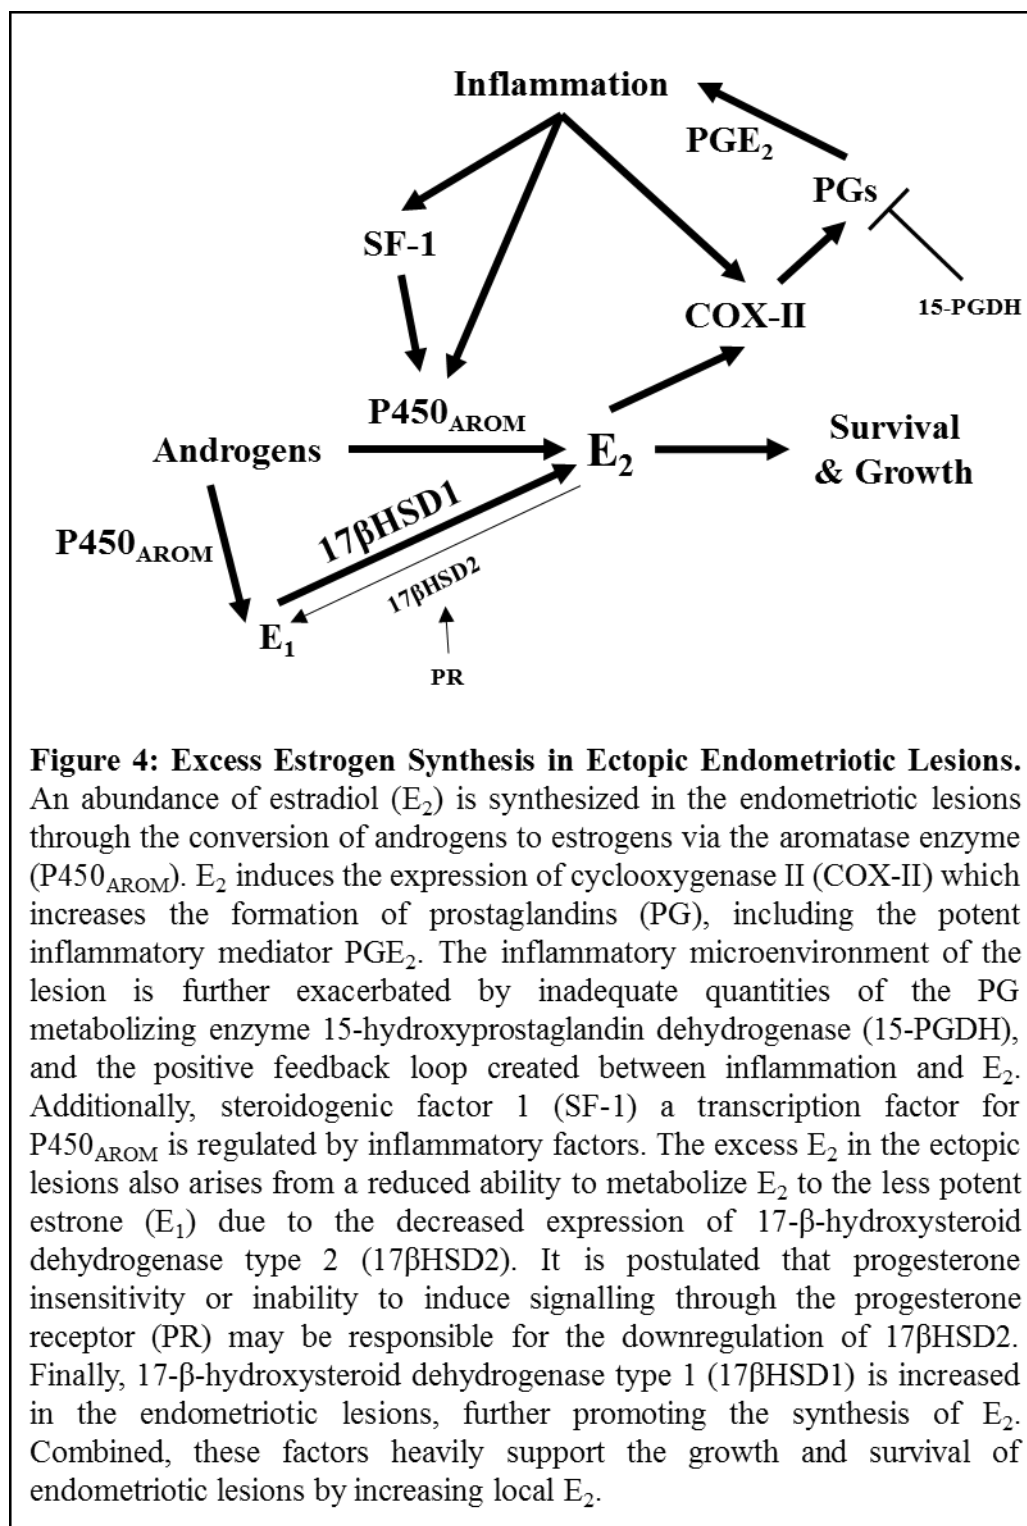 Inflammation
PGE₂
PGs
SF-1
COX-II
15-PGDH
P450AROM
Androgens
E₂
Survival
& Growth
17βHSD1
P450AROM
17βHSD2
E₁
PR
Figure 4: Excess Estrogen Synthesis in Ectopic Endometriotic Lesions.
An abundance of estradiol (E₂) is synthesized in the endometriotic lesions
through the conversion of androgens to estrogens via the aromatase enzyme
(P450AROM). E₂ induces the expression of cyclooxygenase II (COX-II) which
increases the formation of prostaglandins (PG), including the potent
inflammatory mediator PGE₂. The inflammatory microenvironment of the
lesion is further exacerbated by inadequate quantities of the PG
metabolizing enzyme 15-hydroxyprostaglandin dehydrogenase (15-PGDH),
and the positive feedback loop created between inflammation and E₂.
Additionally, steroidogenic factor 1 (SF-1) a transcription factor for
P450AROM is regulated by inflammatory factors. The excess E₂ in the ectopic
lesions also arises from a reduced ability to metabolize E₂ to the less potent
estrone (E₁) due to the decreased expression of 17-β-hydroxysteroid
dehydrogenase type 2 (17βHSD2). It is postulated that progesterone
insensitivity or inability to induce signalling through the progesterone
receptor (PR) may be responsible for the downregulation of 17βHSD2.
Finally, 17-β-hydroxysteroid dehydrogenase type 1 (17βHSD1) is increased
in the endometriotic lesions, further promoting the synthesis of E₂.
Combined, these factors heavily support the growth and survival of
endometriotic lesions by increasing local E₂.